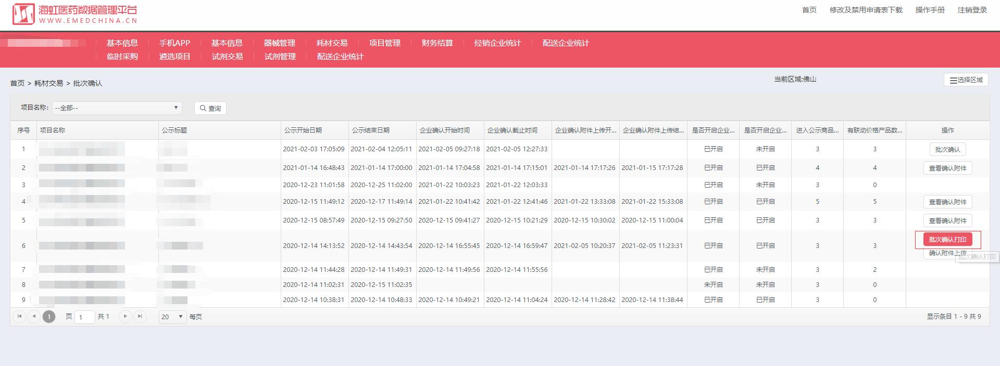 海虹医药数据管理平台
WWW.EMEDCHINA.CN
首页 修改及禁用申请表下载 操作手册 注销登录
基本信息 手机APP 基本信息 器械管理 耗材交易 项目管理 财务结算 经销企业统计 配送企业统计
临时采购 遴选项目 试剂交易 试剂管理 配送企业统计
首页 > 耗材交易 > 批次确认
当前区域:佛山
选择区域
项目名称: --全部-- 查询
序号 项目名称 公示标题 公示开始日期 公示结束日期 企业确认开始时间 企业确认截止时间 企业确认附件上传开... 企业确认附件上传结... 是否开启企业... 是否开启企业... 进入公示商品... 有联动价格产品数... 操作
1 2021-02-03 17:05:09 2021-02-04 12:05:11 2021-02-05 09:27:18 2021-02-05 12:27:33 已开启 未开启 3 3 批次确认
2 2021-01-14 16:48:43 2021-01-14 17:00:00 2021-01-14 17:04:58 2021-01-14 17:15:01 2021-01-14 17:17:26 2021-01-15 17:17:28 已开启 已开启 4 4 查看确认附件
3 2020-12-23 11:01:58 2020-12-25 11:02:00 2021-01-22 10:03:23 2021-01-22 12:03:33 已开启 未开启 3 0
4 2020-12-15 11:49:12 2020-12-17 11:49:14 2021-01-22 10:41:42 2021-01-22 12:41:46 2021-01-22 13:33:08 2021-01-22 15:33:08 已开启 已开启 5 5 查看确认附件
5 2020-12-15 08:57:49 2020-12-15 09:27:50 2020-12-15 09:41:27 2020-12-15 10:21:29 2020-12-15 10:30:02 2020-12-15 11:00:04 已开启 已开启 3 3 查看确认附件
6 2020-12-14 14:13:52 2020-12-14 14:43:54 2020-12-14 16:55:45 2020-12-14 16:59:47 2021-02-05 10:20:37 2021-02-05 11:23:31 已开启 已开启 3 3 批次确认打印
确认附件上传
批次确认打印
7 2020-12-14 11:44:28 2020-12-14 11:49:31 2020-12-14 11:49:56 2020-12-14 11:55:56 已开启 未开启 3 2
8 2020-12-14 11:02:31 2020-12-15 11:02:35 未开启 未开启 3 0
9 2020-12-14 10:38:31 2020-12-14 10:48:33 2020-12-14 10:49:21 2020-12-14 11:04:24 2020-12-14 11:28:42 2020-12-14 11:38:44 已开启 已开启 3 0
1 页 1 共 1 20 每页 显示条目 1 - 9 共 9